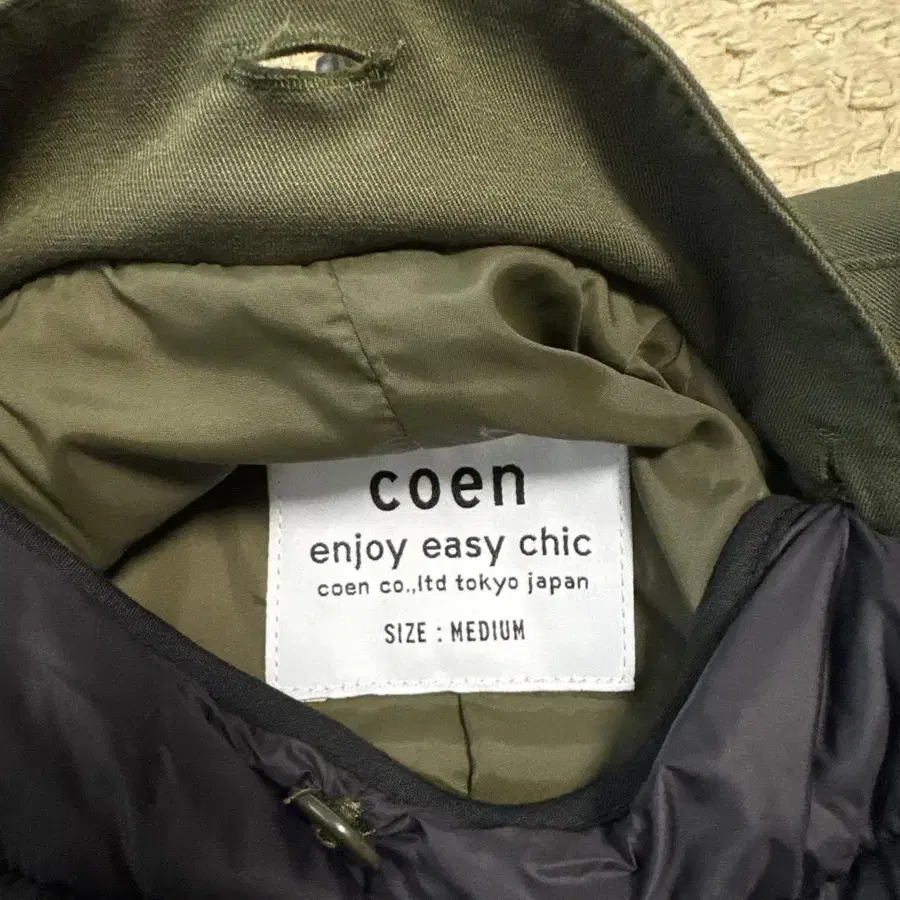 coen
enjoy easy chic
coen co.,ltd tokyo japan
SIZE : MEDIUM